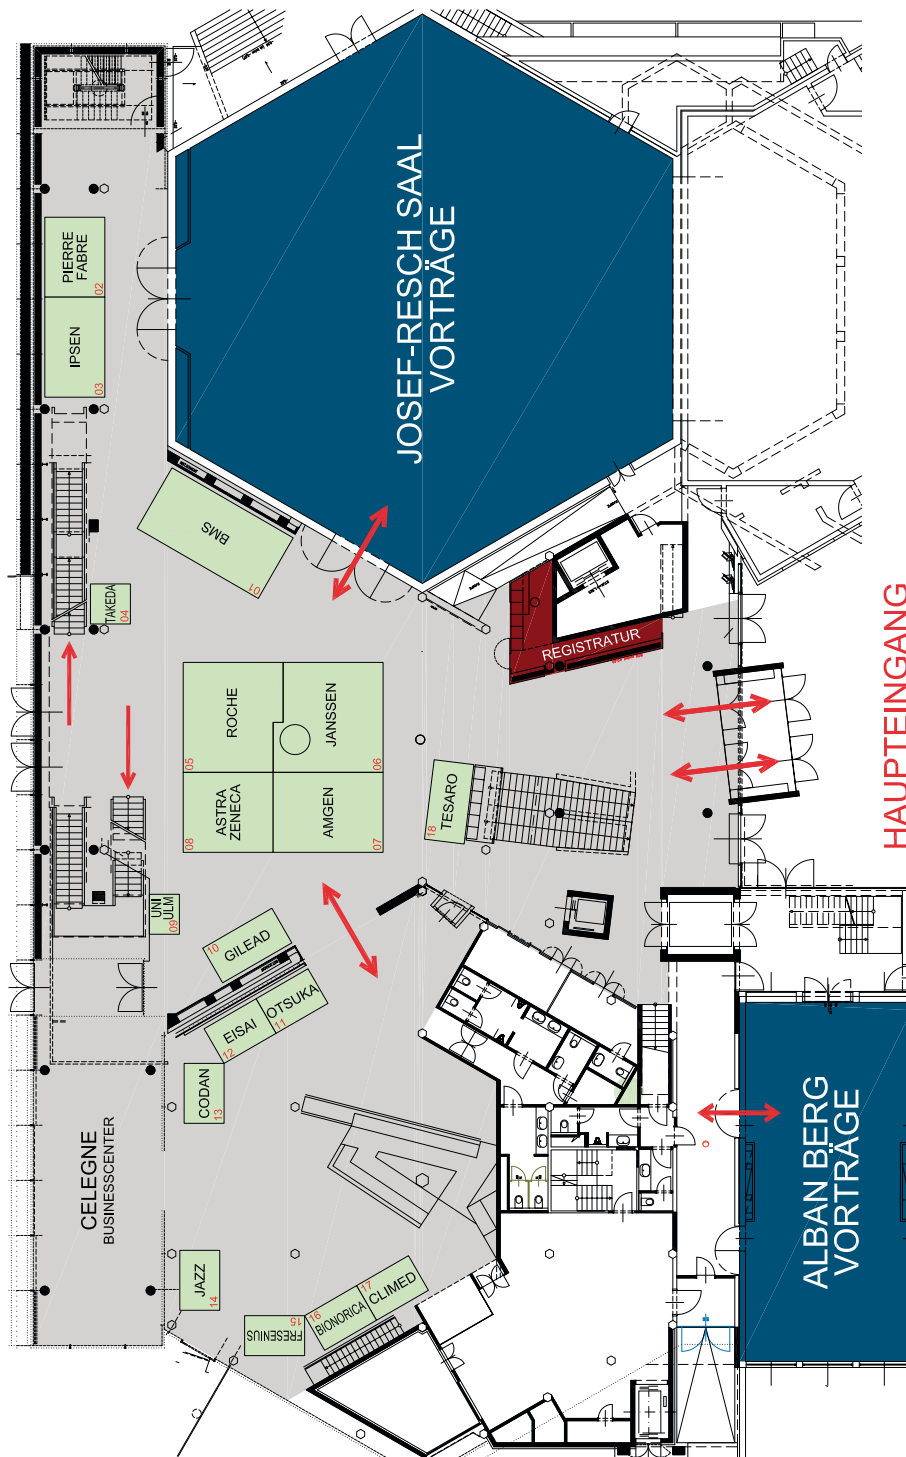 JOSEF-RESCH SAAL
VORTRÄGE
PIERRE
FABRE
02
IPSEN
03
BMS
01
TAKEDA
04
REGISTRATUR
ROCHE
05
JANSSEN
06
ASTRA
ZENECA
08
AMGEN
07
TESARO
18
HAUPTEINGANG
UNI
ULM
09
10
GILEAD
EISAI
12
OTSUKA
11
CODAN
13
CELEGNE
BUSINESSCENTER
JAZZ
14
FRESENIUS
15
16
BIONORICA
17
CLIMED
ALBAN BERG
VORTRÄGE